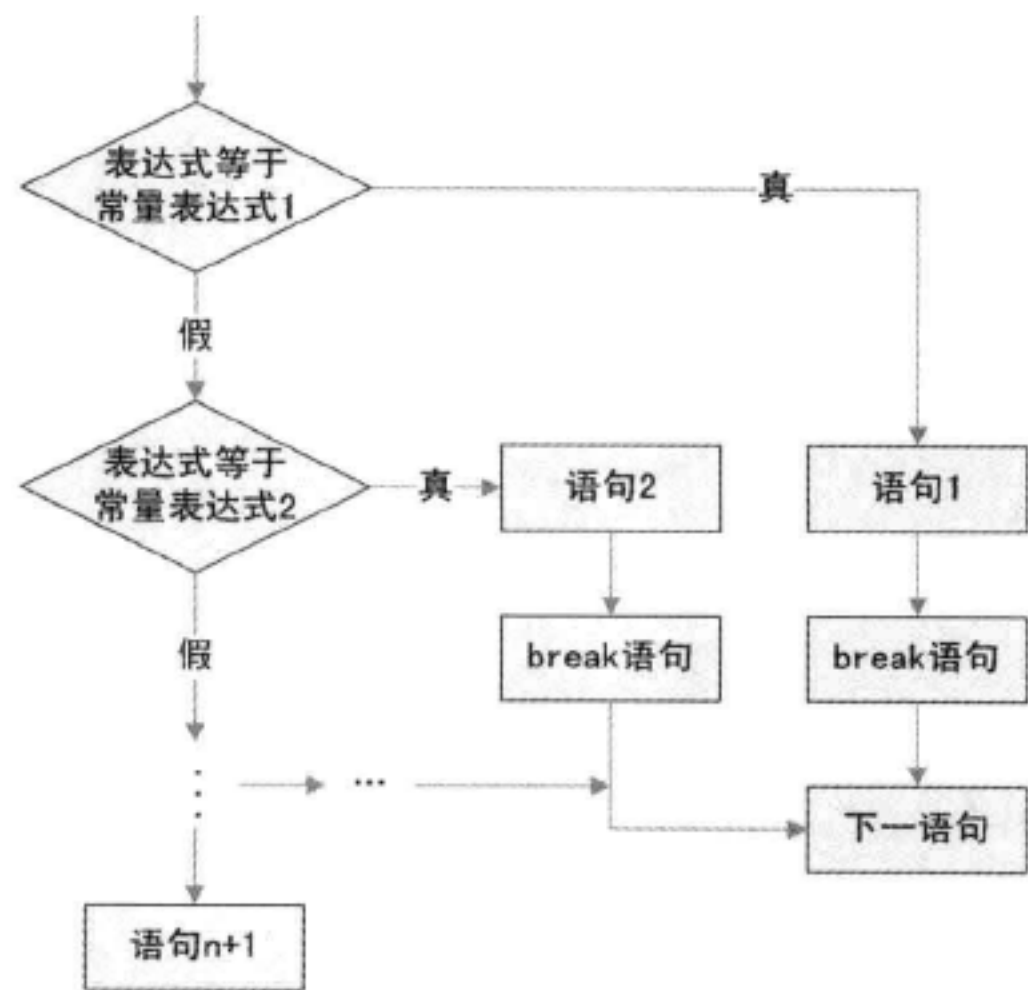 表达式等于
常量表达式1
真
假
表达式等于
常量表达式2
真
语句2
语句1
假
break语句
break语句
...
...
下一语句
语句n+1